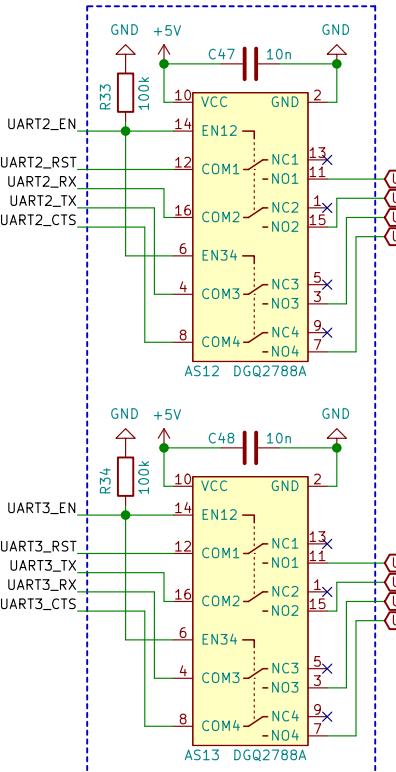 GND +5V C47 10n GND
R33 100k
10 VCC GND 2
UART2_EN 14 EN12
UART2_RST 12 COM1 NC1 13
UART2_RX NO1 11
UART2_TX 16 COM2 NC2 1
UART2_CTS NO2 15
6 EN34
4 COM3 NC3 5
NO3 3
8 COM4 NC4 9
NO4 7
AS12 DGQ2788A
GND +5V C48 10n GND
R34 100k
10 VCC GND 2
UART3_EN 14 EN12
UART3_RST 12 COM1 NC1 13
UART3_TX NO1 11
UART3_RX 16 COM2 NC2 1
UART3_CTS NO2 15
6 EN34
4 COM3 NC3 5
NO3 3
8 COM4 NC4 9
NO4 7
AS13 DGQ2788A